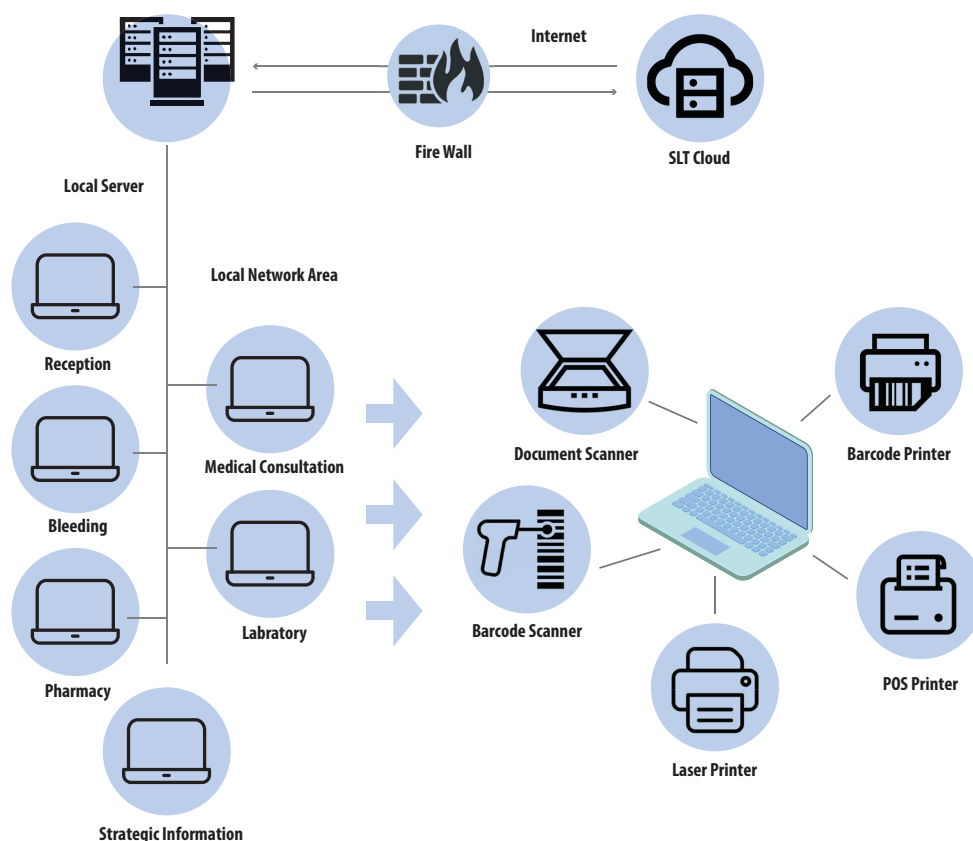 Internet
Fire Wall
SLT Cloud
Local Server
Local Network Area
Reception
Medical Consultation
Document Scanner
Barcode Printer
Bleeding
Labratory
Barcode Scanner
Pharmacy
POS Printer
Laser Printer
Strategic Information